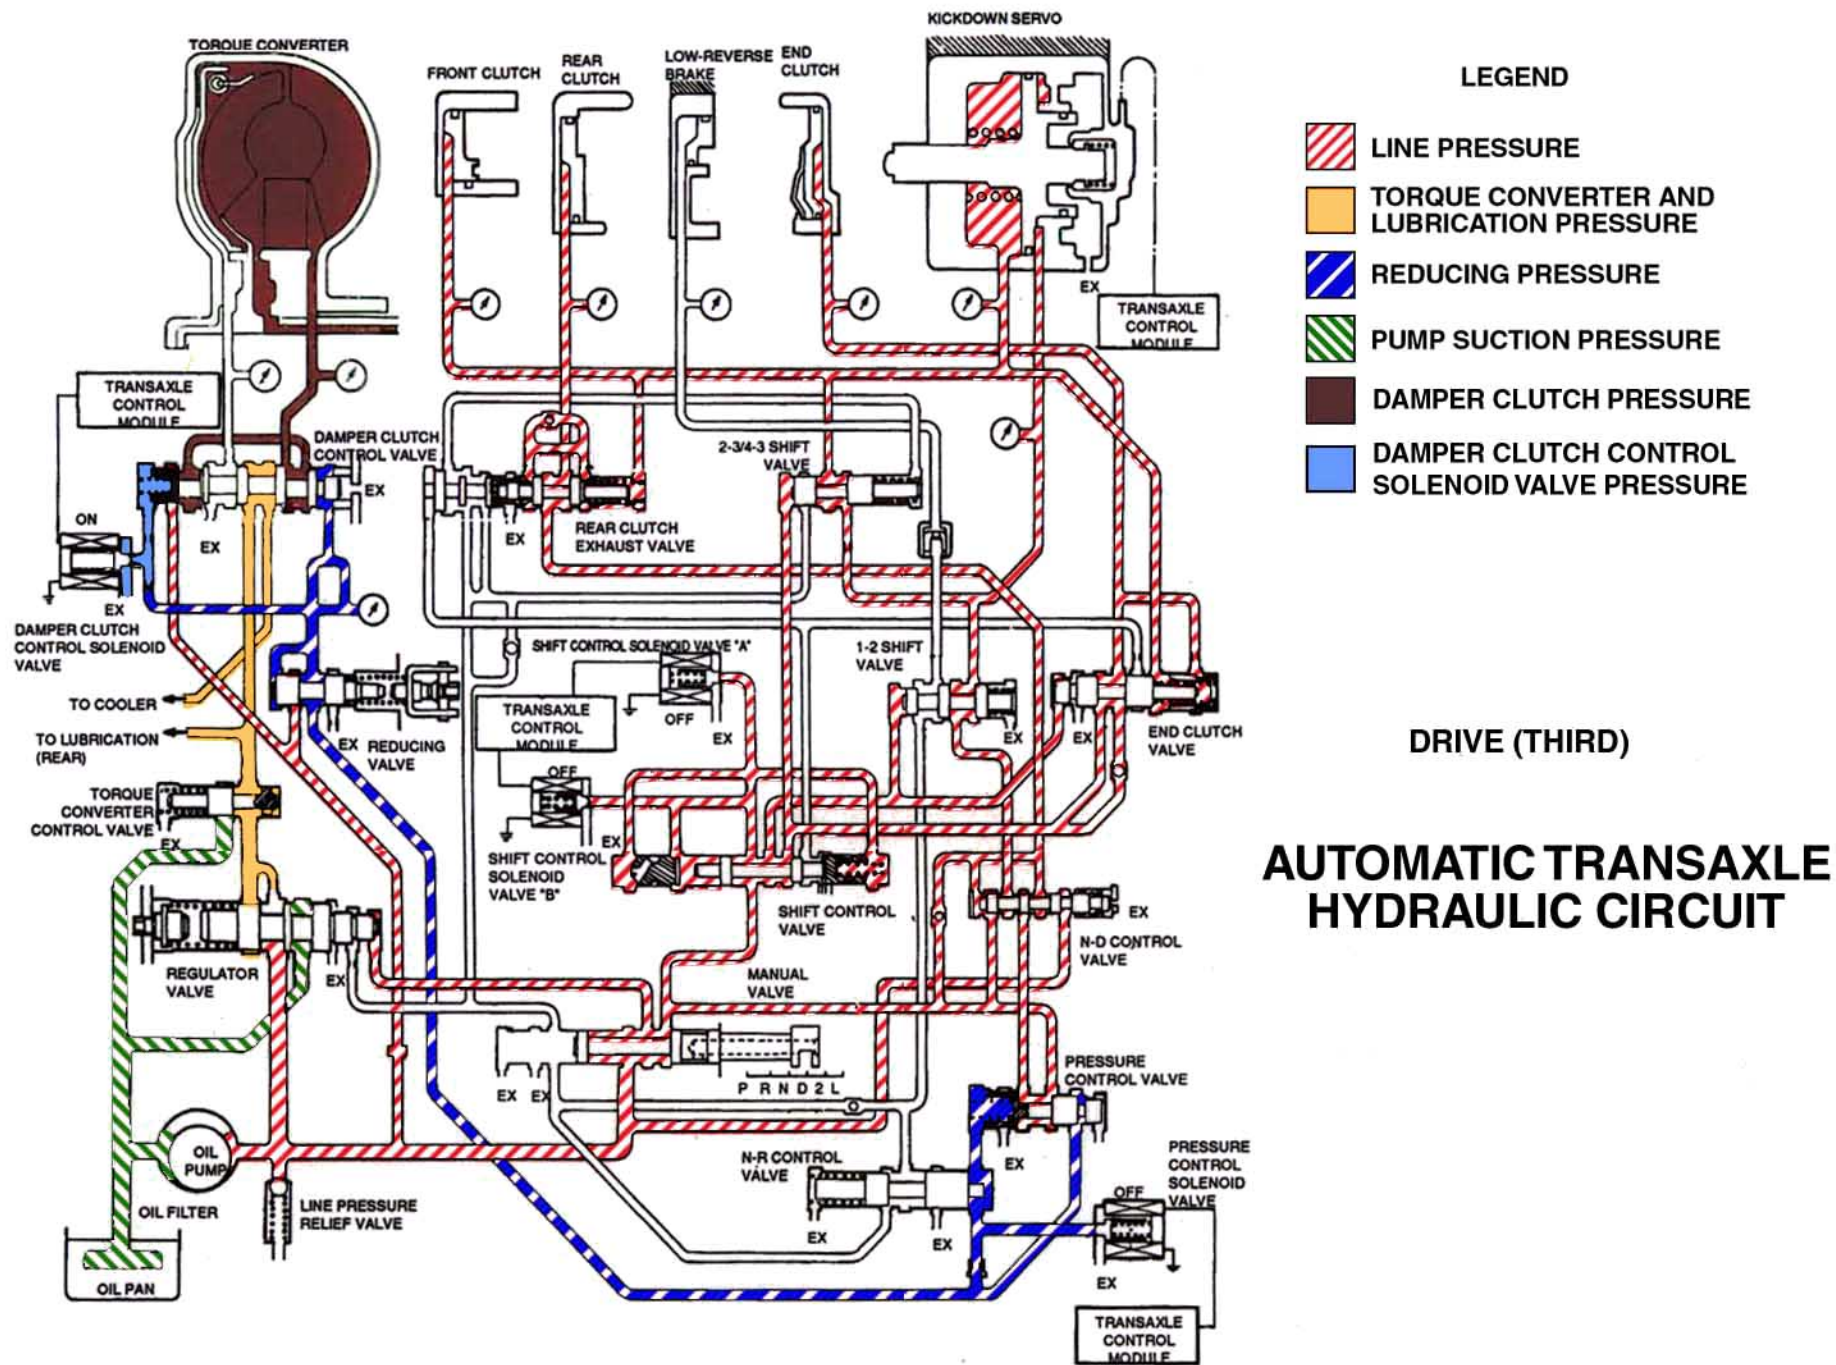 KICKDOWN SERVO
TORQUE CONVERTER
FRONT CLUTCH
REAR
CLUTCH
LOW-REVERSE
BRAKE
END
CLUTCH
EX
TRANSAXLE
CONTROL
MODULE
LEGEND
LINE PRESSURE
TORQUE CONVERTER AND
LUBRICATION PRESSURE
REDUCING PRESSURE
PUMP SUCTION PRESSURE
DAMPER CLUTCH PRESSURE
DAMPER CLUTCH CONTROL
SOLENOID VALVE PRESSURE
TRANSAXLE
CONTROL
MODULE
DAMPER CLUTCH
CONTROL VALVE
EX
ON
EX
EX
DAMPER CLUTCH
CONTROL SOLENOID
VALVE
2-3/4-3 SHIFT
VALVE
EX
REAR CLUTCH
EXHAUST VALVE
SHIFT CONTROL SOLENOID VALVE "A"
OFF
EX
1-2 SHIFT
VALVE
EX
EX
END CLUTCH
VALVE
TO COOLER
TO LUBRICATION
(REAR)
EX
REDUCING
VALVE
TRANSAXLE
CONTROL
MODULE
OFF
EX
SHIFT CONTROL
SOLENOID
VALVE "B"
TORQUE
CONVERTER
CONTROL VALVE
EX
SHIFT CONTROL
VALVE
EX
N-D CONTROL
VALVE
REGULATOR
VALVE
EX
MANUAL
VALVE
EX
EX
P R N D 2 L
PRESSURE
CONTROL VALVE
EX
OIL
PUMP
OIL FILTER
LINE PRESSURE
RELIEF VALVE
OIL PAN
N-R CONTROL
VALVE
EX
EX
PRESSURE
CONTROL
SOLENOID
VALVE
OFF
EX
TRANSAXLE
CONTROL
MODULE
DRIVE (THIRD)
AUTOMATIC TRANSAXLE
HYDRAULIC CIRCUIT